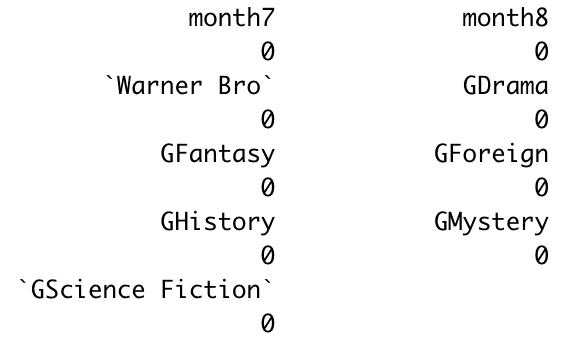 month7 month8
0 0
`Warner Bro` GDrama
0 0
GFantasy GForeign
0 0
GHistory GMystery
0 0
`GScience Fiction`
0